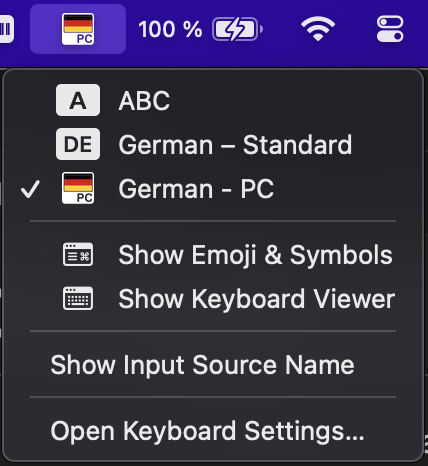 PC 100 %
A ABC
DE German – Standard
PC German - PC
Show Emoji & Symbols
Show Keyboard Viewer
Show Input Source Name
Open Keyboard Settings...